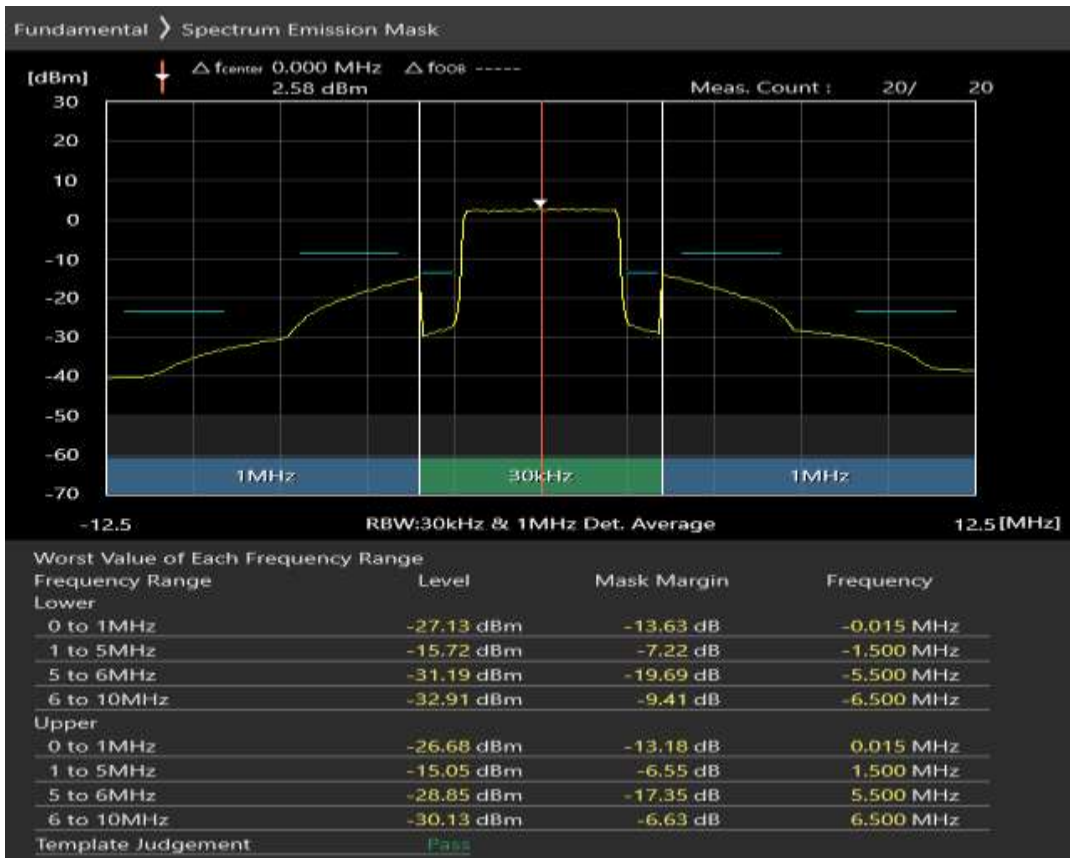 Fundamental ❯ Spectrum Emission Mask
△ fcenter 0.000 MHz △ fOOB -----
[dBm] 2.58 dBm Meas. Count : 20/ 20
30
20
10
0
-10
-20
-30
-40
-50
-60
1MHz 30kHz 1MHz
-70
-12.5 RBW:30kHz & 1MHz Det. Average 12.5 [MHz]
Worst Value of Each Frequency Range
Frequency Range Level Mask Margin Frequency
Lower
0 to 1MHz -27.13 dBm -13.63 dB -0.015 MHz
1 to 5MHz -15.72 dBm -7.22 dB -1.500 MHz
5 to 6MHz -31.19 dBm -19.69 dB -5.500 MHz
6 to 10MHz -32.91 dBm -9.41 dB -6.500 MHz
Upper
0 to 1MHz -26.68 dBm -13.18 dB 0.015 MHz
1 to 5MHz -15.05 dBm -6.55 dB 1.500 MHz
5 to 6MHz -28.85 dBm -17.35 dB 5.500 MHz
6 to 10MHz -30.13 dBm -6.63 dB 6.500 MHz
Template Judgement Pass